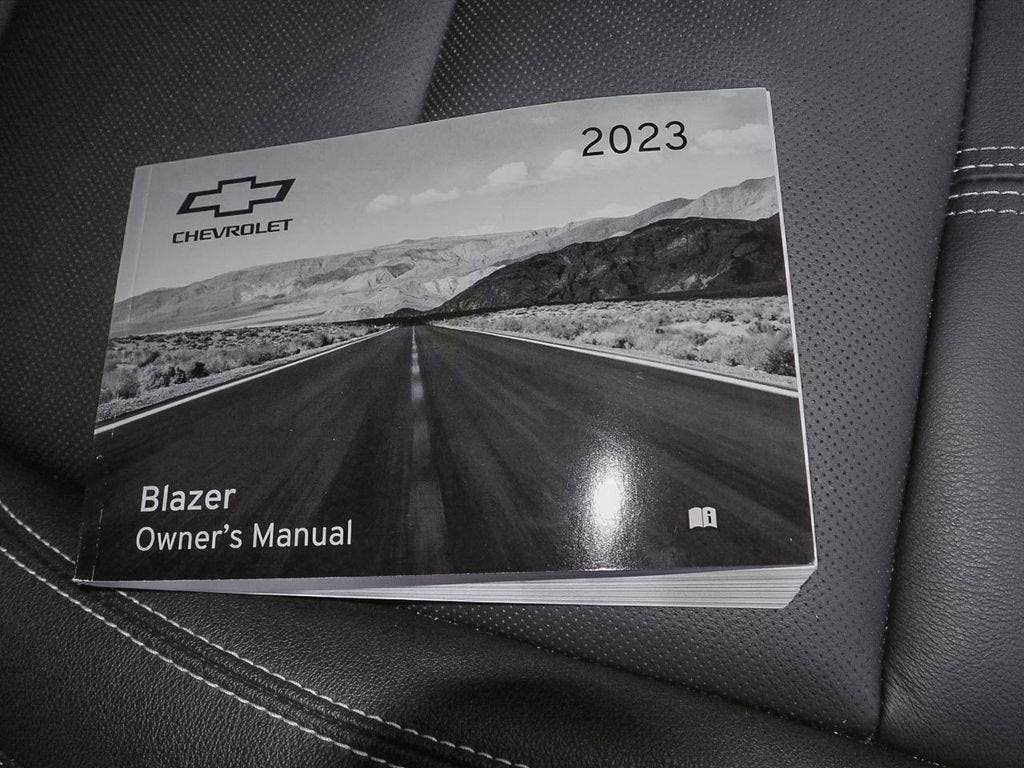 2023
CHEVROLET
Blazer
Owner's Manual